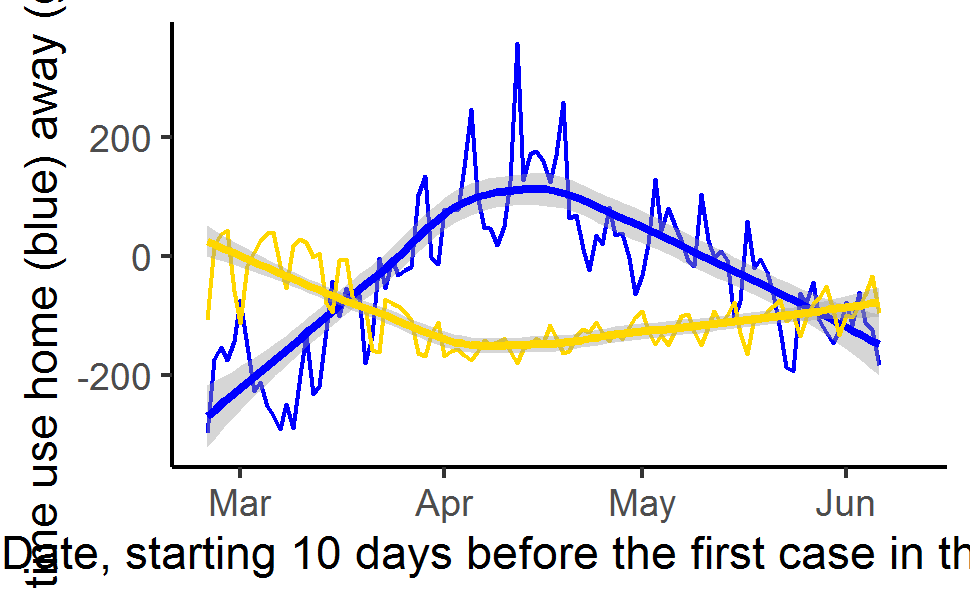 time use home (blue) away (
200
0
-200
Mar Apr May Jun
Date, starting 10 days before the first case in th